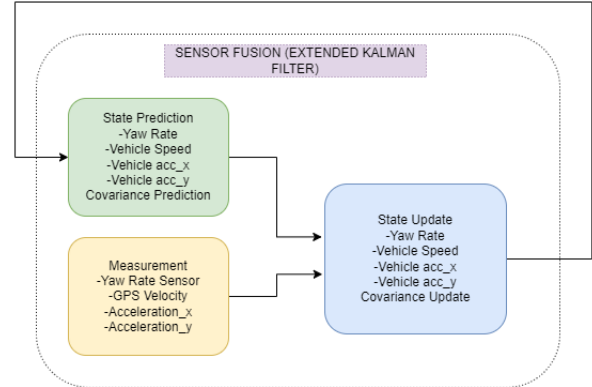 SENSOR FUSION (EXTENDED KALMAN
FILTER)
State Prediction
-Yaw Rate
-Vehicle Speed
-Vehicle acc_x
-Vehicle acc_y
Covariance Prediction
Measurement
-Yaw Rate Sensor
-GPS Velocity
-Acceleration_x
-Acceleration_y
State Update
-Yaw Rate
-Vehicle Speed
-Vehicle acc_x
-Vehicle acc_y
Covariance Update